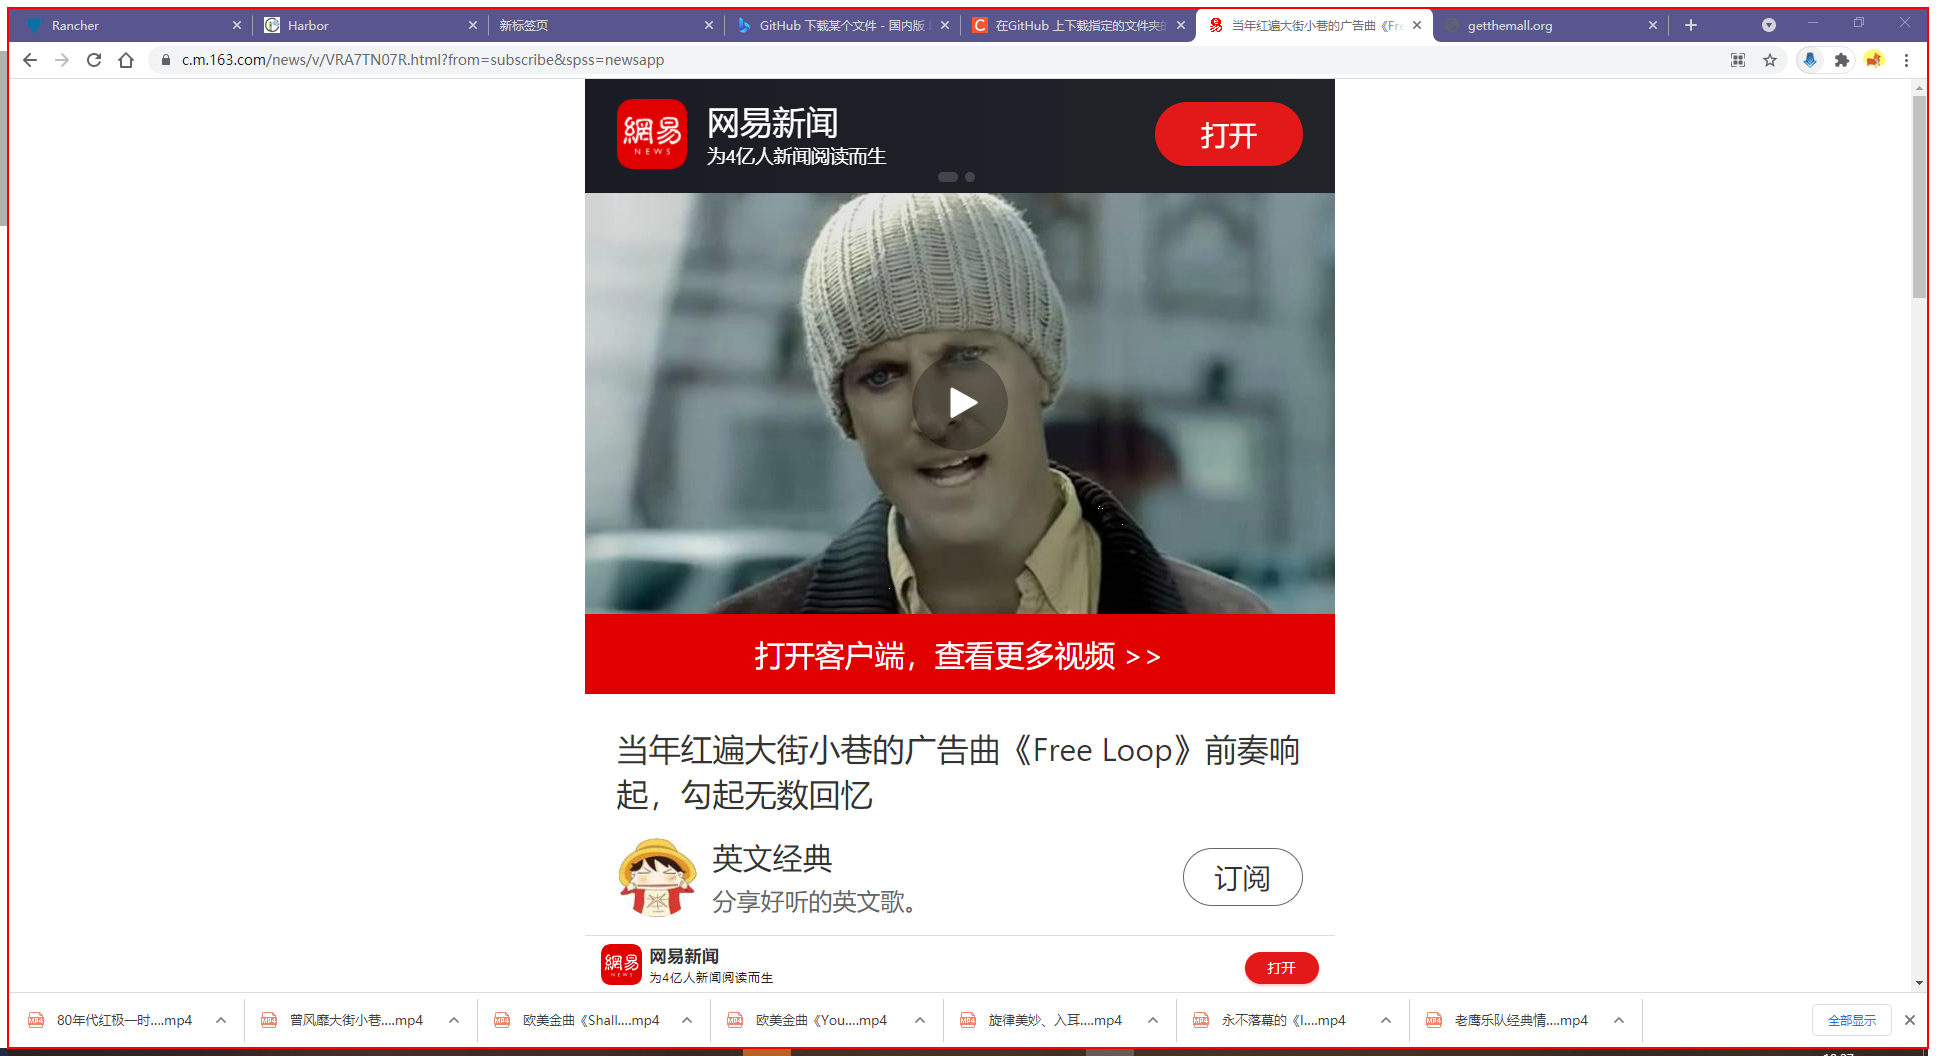 Rancher
Harbor
新标签页
GitHub 下载某个文件 - 国内版
在GitHub 上下载指定的文件夹的
当年红遍大街小巷的广告曲《Fre
getthemall.org
c.m.163.com/news/v/VRA7TN07R.html?from=subscribe&spss=newsapp
網易
NEWS
网易新闻
为4亿人新闻阅读而生
打开
打开客户端，查看更多视频 >>
当年红遍大街小巷的广告曲《Free Loop》前奏响
起，勾起无数回忆
英文经典
分享好听的英文歌。
订阅
網易
NEWS
网易新闻
为4亿人新闻阅读而生
打开
80年代红极一时....mp4
曾风靡大街小巷....mp4
欧美金曲《Shall....mp4
欧美金曲《You....mp4
旋律美妙、入耳....mp4
永不落幕的《I....mp4
老鹰乐队经典情....mp4
全部显示